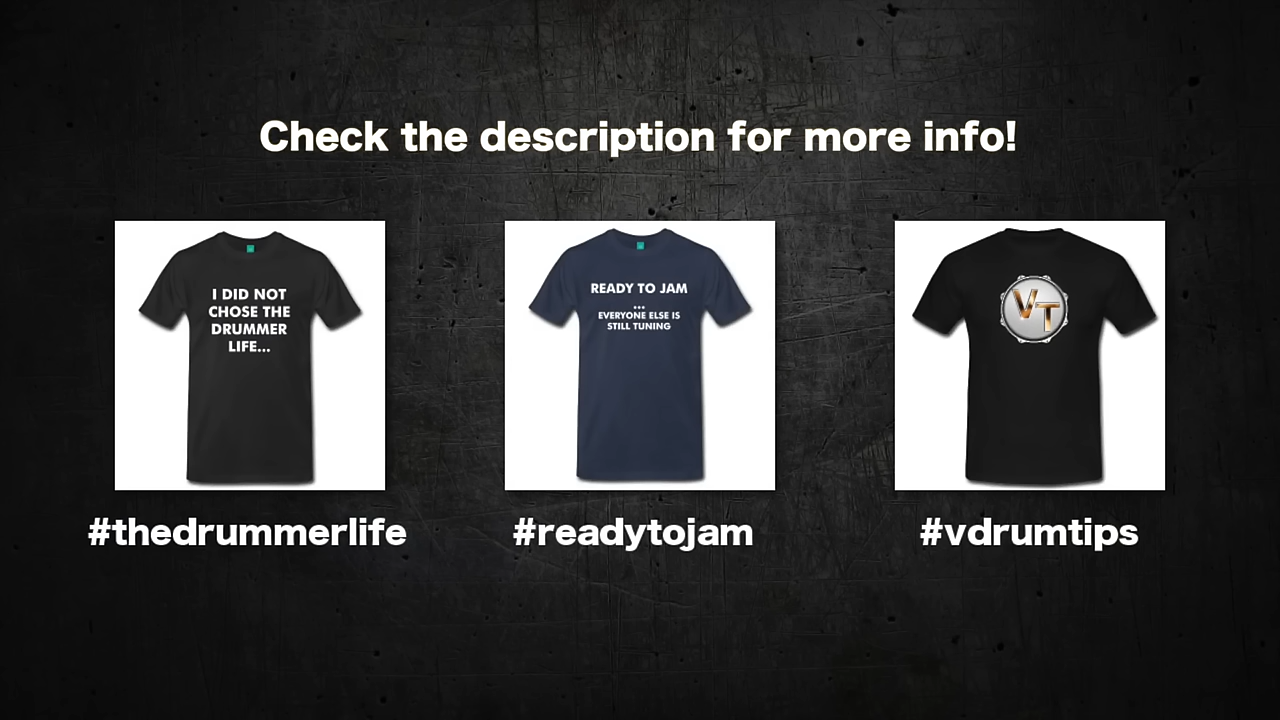 Check the description for more info!
I DID NOT
CHOSE THE
DRUMMER
LIFE...
READY TO JAM
...
EVERYONE ELSE IS
STILL TUNING
VT
#thedrummerlife
#readytojam
#vdrumtips